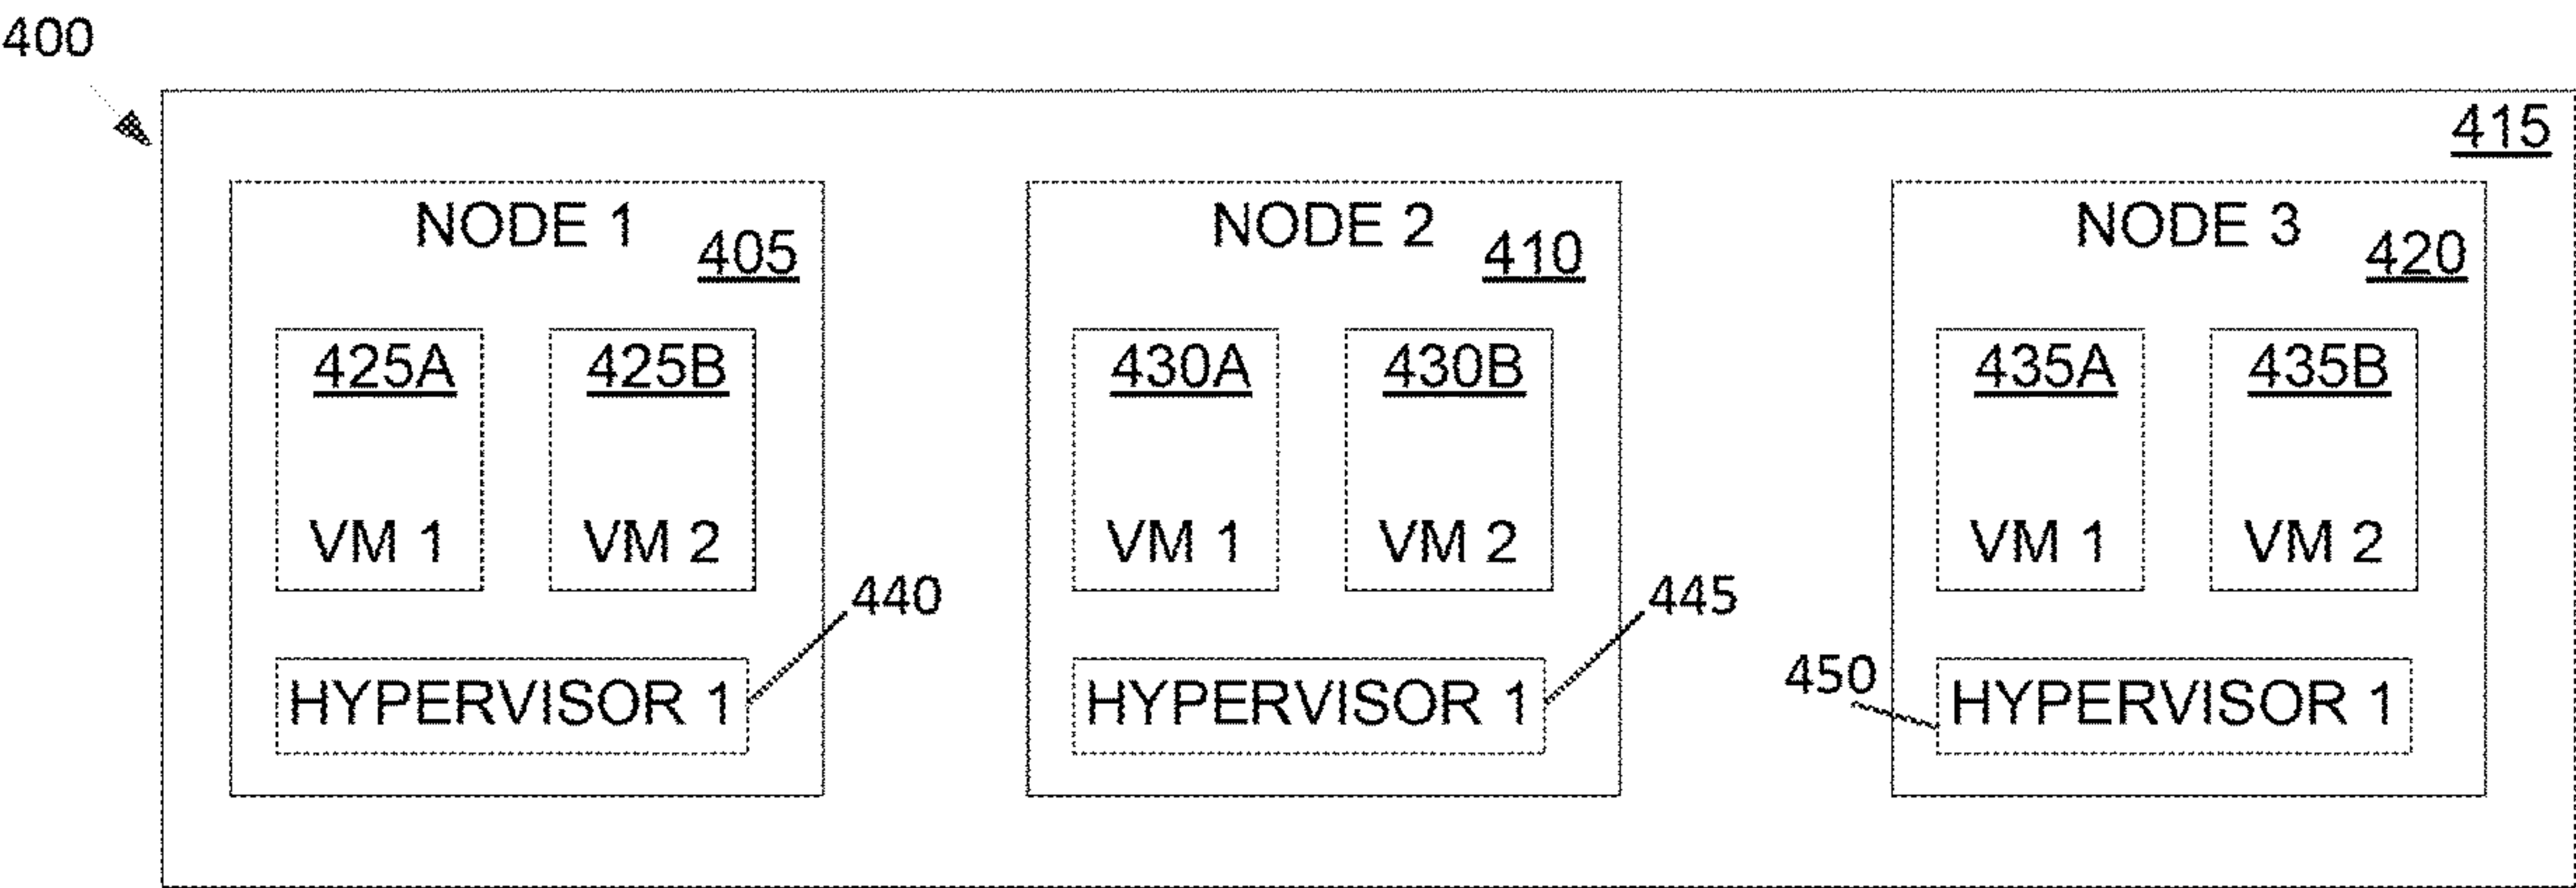 400
415
NODE 1
405
425A
VM 1
425B
VM 2
HYPERVISOR 1
440
NODE 2
410
430A
VM 1
430B
VM 2
HYPERVISOR 1
445
NODE 3
420
435A
VM 1
435B
VM 2
HYPERVISOR 1
450